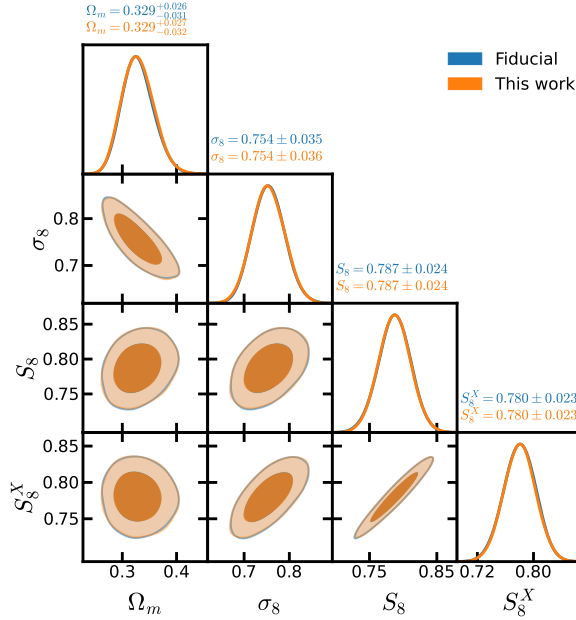 Ω_m = 0.329^{+0.026}_{−0.031}
Ω_m = 0.329^{+0.027}_{−0.032}
Fiducial
This work
σ_8 = 0.754 ± 0.035
σ_8 = 0.754 ± 0.036
S_8 = 0.787 ± 0.024
S_8 = 0.787 ± 0.024
S_8^X = 0.780 ± 0.023
S_8^X = 0.780 ± 0.023
σ_8
0.8
0.7
S_8
0.85
0.80
0.75
S_8^X
0.85
0.80
0.75
0.3 0.4 0.7 0.8 0.75 0.85 0.72 0.80
Ω_m σ_8 S_8 S_8^X